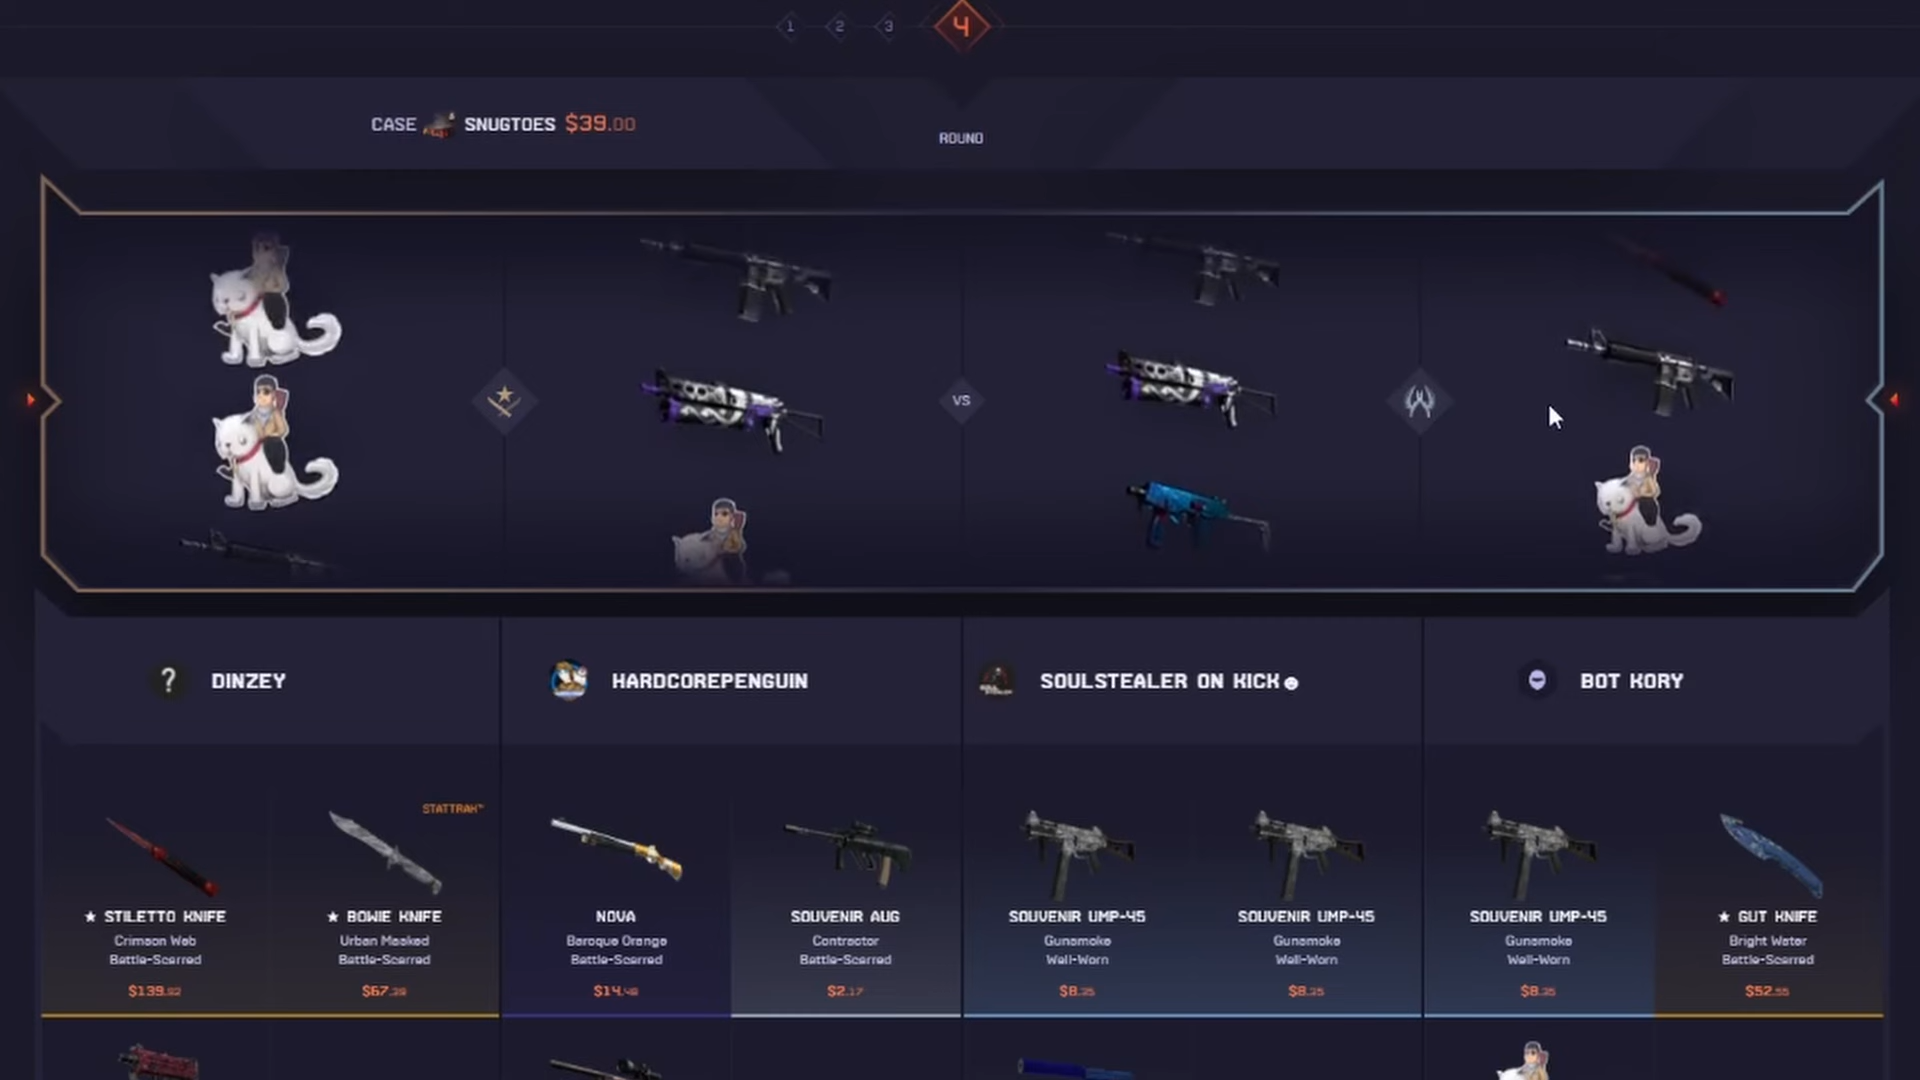 1 2 3 4
CASE SNUGTOES $39.00
ROUND
VS
?
DINZEY
HARDCOREPENGUIN
SOULSTEALER ON KICK
BOT KORY
STATTRAK™
★ STILETTO KNIFE
Crimson Web
Battle-Scarred
$139.92
★ BOWIE KNIFE
Urban Masked
Battle-Scarred
$67.39
NOVA
Baroque Orange
Battle-Scarred
$14.48
SOUVENIR AUG
Contractor
Battle-Scarred
$2.17
SOUVENIR UMP-45
Gunsmoke
Well-Worn
$8.35
SOUVENIR UMP-45
Gunsmoke
Well-Worn
$8.35
SOUVENIR UMP-45
Gunsmoke
Well-Worn
$8.35
★ GUT KNIFE
Bright Water
Battle-Scarred
$52.55